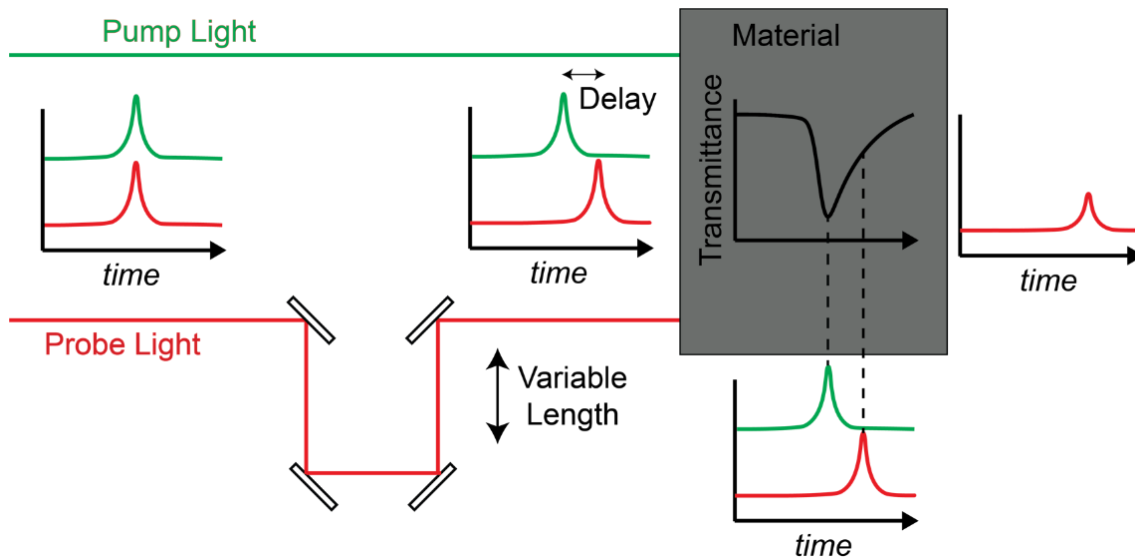 Pump Light
Material
Delay
Transmittance
time
time
time
Probe Light
Variable
Length
time